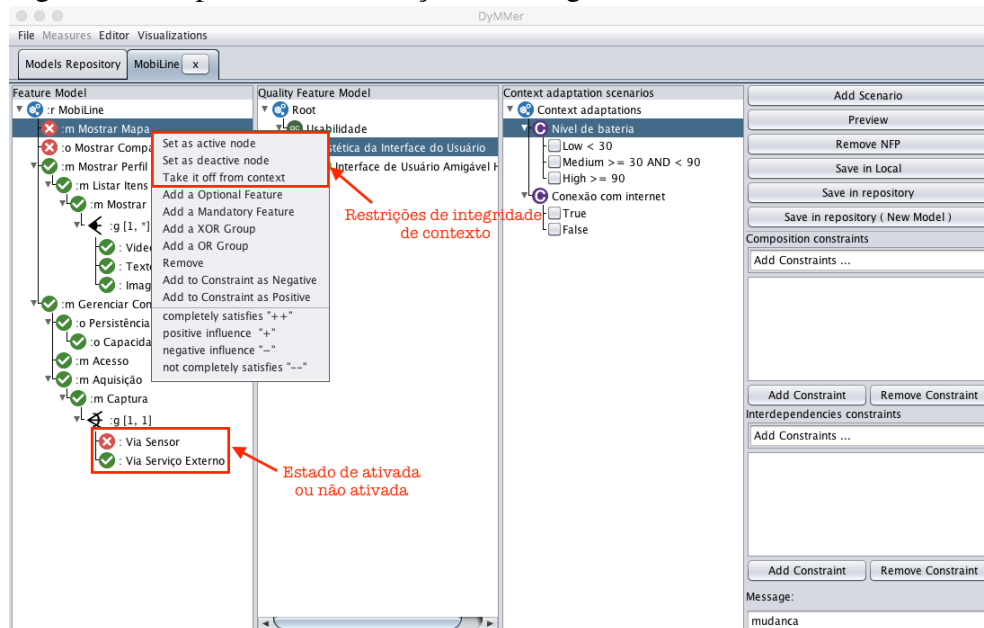 DyMMer
File Measures Editor Visualizations
Models Repository
MobiLine x
Feature Model
:r MobiLine
:m Mostrar Mapa
:o Mostrar Compa
:m Mostrar Perfil
:m Listar Itens
:m Mostrar
:g [1, *]
: Vide
: Texto
: Imag
:m Gerenciar Con
:o Persistência
:o Capacida
:m Acesso
:m Aquisição
:m Captura
:g [1, 1]
: Via Sensor
: Via Serviço Externo
Set as active node
Set as deactive node
Take it off from context
Add a Optional Feature
Add a Mandatory Feature
Add a XOR Group
Add a OR Group
Remove
Add to Constraint as Negative
Add to Constraint as Positive
completely satisfies "++"
positive influence "+"
negative influence "−"
not completely satisfies "−−"
Estado de ativada
ou não ativada
Quality Feature Model
Root
Usabilidade
stética da Interface do Usuário
Interface de Usuário Amigável H
Restrições de integridade
de contexto
Context adaptation scenarios
Context adaptations
Nível de bateria
Low < 30
Medium >= 30 AND < 90
High >= 90
Conexão com internet
True
False
Add Scenario
Preview
Remove NFP
Save in Local
Save in repository
Save in repository ( New Model )
Composition constraints
Add Constraints ...
Add Constraint Remove Constraint
Interdependencies constraints
Add Constraints ...
Add Constraint Remove Constraint
Message:
mudanca